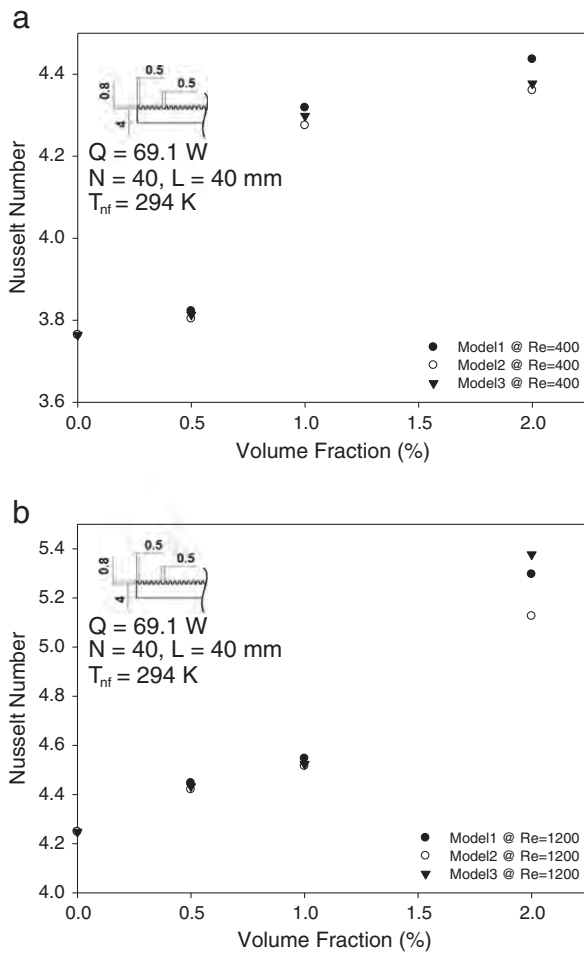 a
4.4
4.2
4.0
3.8
3.6
Nusselt Number
0.8
0.5
0.5
4
Q = 69.1 W
N = 40, L = 40 mm
Tnf = 294 K
Model1 @ Re=400
Model2 @ Re=400
Model3 @ Re=400
0.0 0.5 1.0 1.5 2.0
Volume Fraction (%)
b
5.4
5.2
5.0
4.8
4.6
4.4
4.2
4.0
Nusselt Number
0.8
0.5
0.5
4
Q = 69.1 W
N = 40, L = 40 mm
Tnf = 294 K
Model1 @ Re=1200
Model2 @ Re=1200
Model3 @ Re=1200
0.0 0.5 1.0 1.5 2.0
Volume Fraction (%)